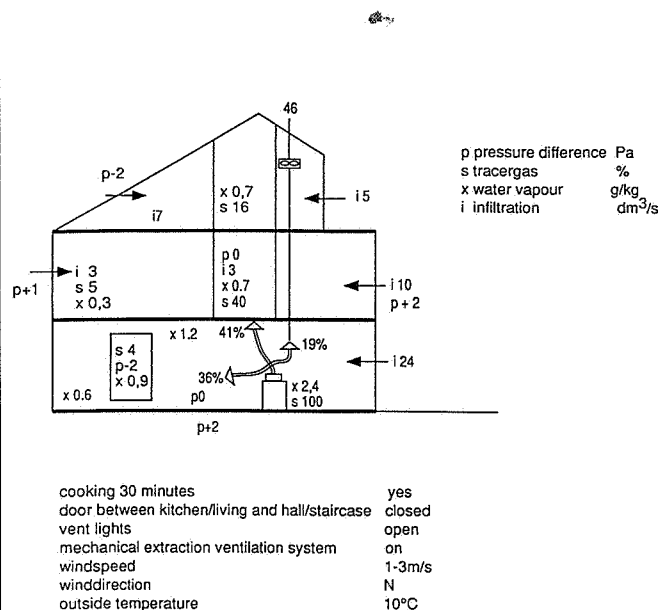 46
p pressure difference Pa
s tracergas %
x water vapour g/kg
i infiltration dm³/s
p-2
x 0,7
s 16
i 5
i7
p+1
i 3
s 5
x 0,3
p 0
i 3
x 0.7
s 40
i 10
p + 2
x 1.2
41%
19%
s 4
p-2
x 0,9
i 24
36%
x 0.6
p0
x 2,4
s 100
p+2
cooking 30 minutes yes
door between kitchen/living and hall/staircase closed
vent lights open
mechanical extraction ventilation system on
windspeed 1-3m/s
winddirection N
outside temperature 10°C